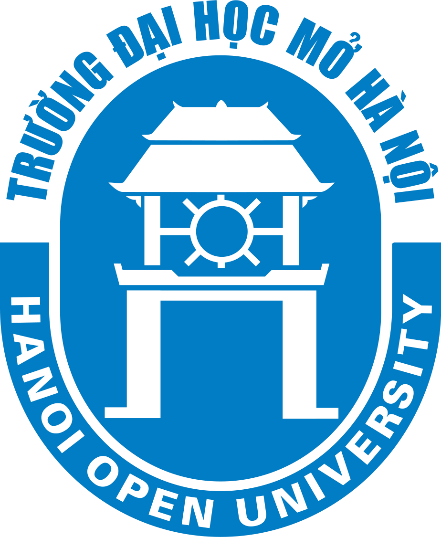 TRƯỜNG ĐẠI HỌC MỞ HÀ NỘI
HANOI OPEN UNIVERSITY